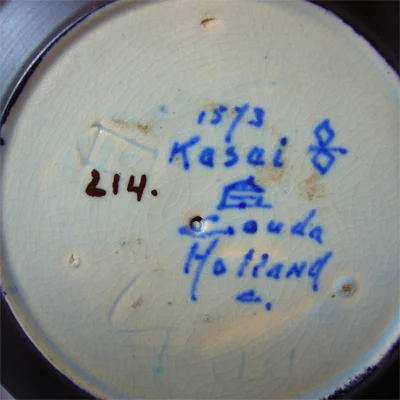 1573
Kasai
214.
Gouda
Holland